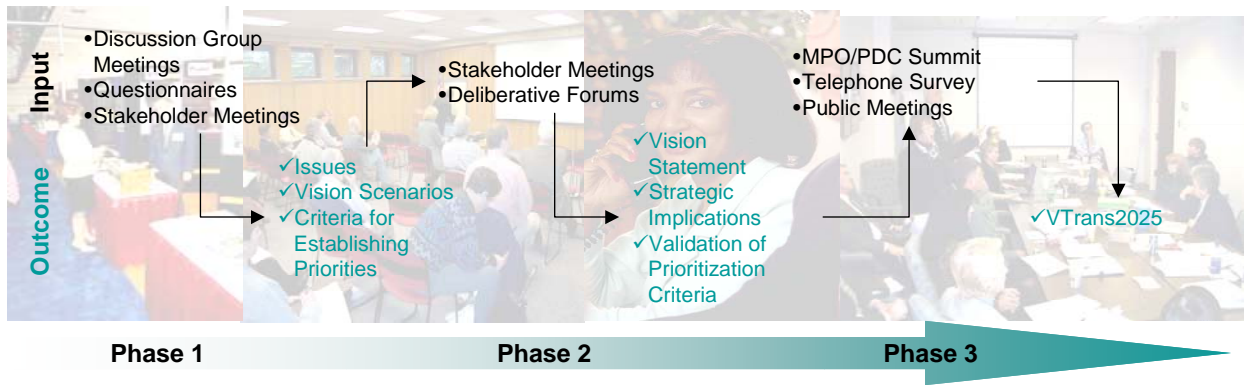 Input
•Discussion Group
Meetings
•Questionnaires
•Stakeholder Meetings
•Stakeholder Meetings
•Deliberative Forums
•MPO/PDC Summit
•Telephone Survey
•Public Meetings
Outcome
✓Issues
✓Vision Scenarios
✓Criteria for
Establishing
Priorities
✓Vision
Statement
✓Strategic
Implications
✓Validation of
Prioritization
Criteria
✓VTrans2025
Phase 1
Phase 2
Phase 3